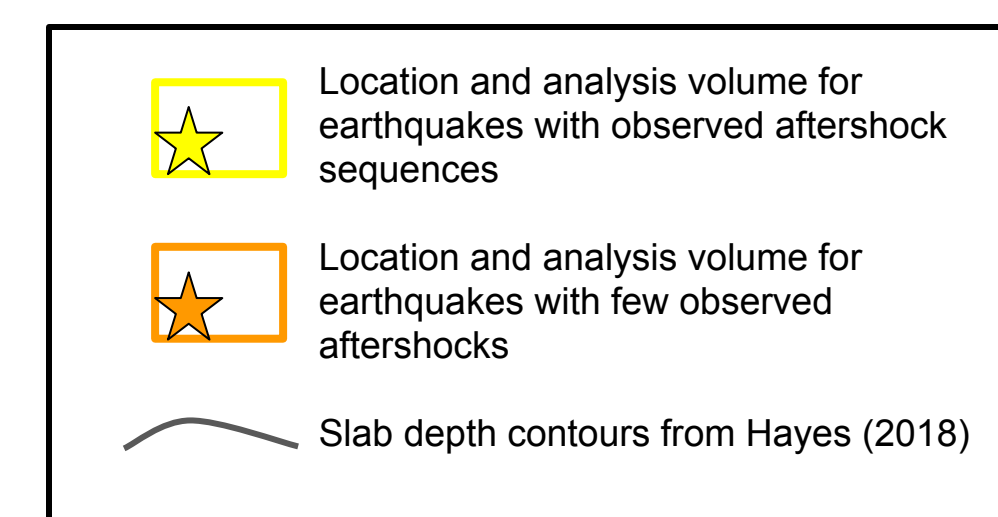 Location and analysis volume for
earthquakes with observed aftershock
sequences
Location and analysis volume for
earthquakes with few observed
aftershocks
Slab depth contours from Hayes (2018)